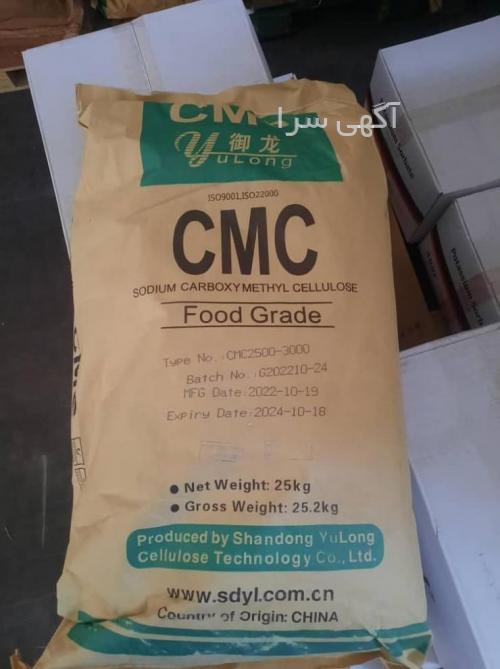 CMC
آگهی سرا
御龙
YuLong
ISO9001,ISO22000
CMC
SODIUM CARBOXYMETHYL CELLULOSE
Food Grade
Type No.:CMC2500-3000
Batch No.:G202210-24
MFG Date:2022-10-19
Expiry Date:2024-10-18
Net Weight: 25kg
Gross Weight: 25.2kg
Produced by Shandong YuLong
Cellulose Technology Co., Ltd.
www.sdyl.com.cn
Country of Origin: CHINA
Potassium Sorbate